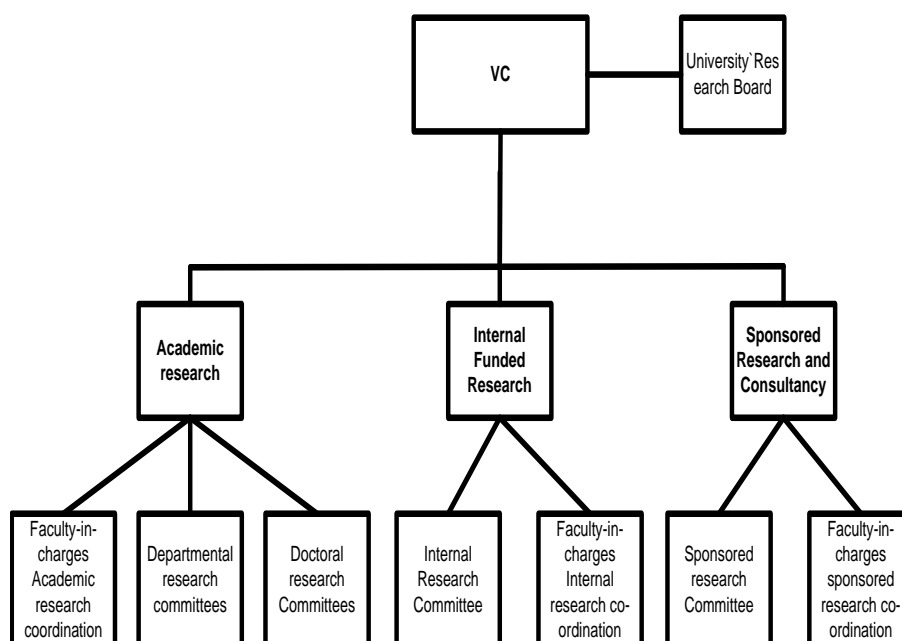 VC
University`Res
earch Board
Academic
research
Internal
Funded
Research
Sponsored
Research and
Consultancy
Faculty-in-
charges
Academic
research
coordination
Departmental
research
committees
Doctoral
research
Committees
Internal
Research
Committee
Faculty-in-
charges
Internal
research co-
ordination
Sponsored
research
Committee
Faculty-in-
charges
sponsored
research co-
ordination